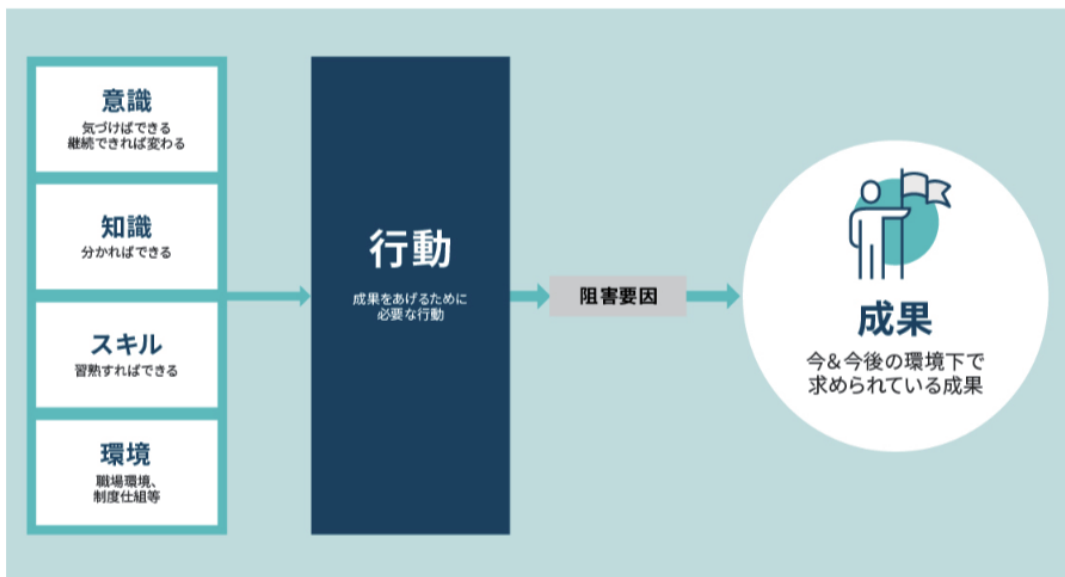 意識
気づけばできる
継続できれば変わる
知識
分かればできる
スキル
習熟すればできる
環境
職場環境、
制度仕組等
行動
成果をあげるために
必要な行動
阻害要因
成果
今&今後の環境下で
求められている成果